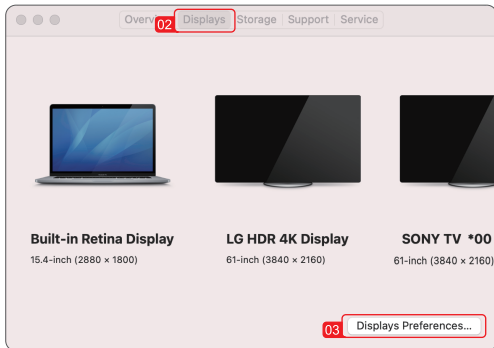 Overv
02
Displays
Storage
Support
Service
Built-in Retina Display
15.4-inch (2880 × 1800)
LG HDR 4K Display
61-inch (3840 × 2160)
SONY TV *00
61-inch (3840 × 2160)
03
Displays Preferences...